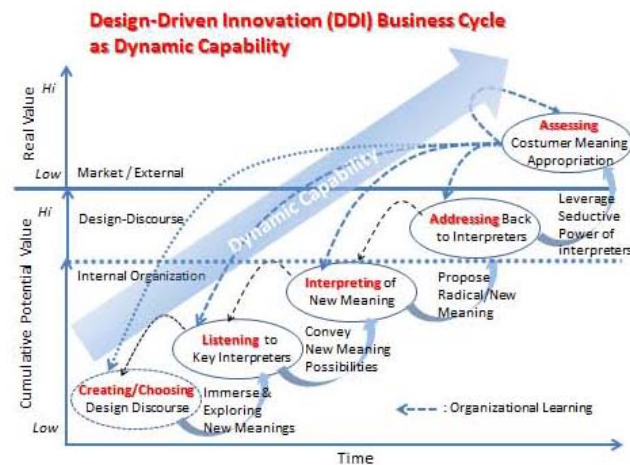 Design-Driven Innovation (DDI) Business Cycle
as Dynamic Capability
Hi
Real Value
Low
Market / External
Hi
Design-Discourse
Internal Organization
Cumulative Potential Value
Low
Dynamic Capability
Assessing
Costumer Meaning
Appropriation
Leverage
Seductive
Power of
Interpreters
Addressing Back
to Interpreters
Propose
Radical/New
Meaning
Interpreting of
New Meaning
Convey
New Meaning
Possibilities
Listening to
Key Interpreters
Immerse &
Exploring
New Meanings
Creating/Choosing
Design Discourse
: Organizational Learning
Time